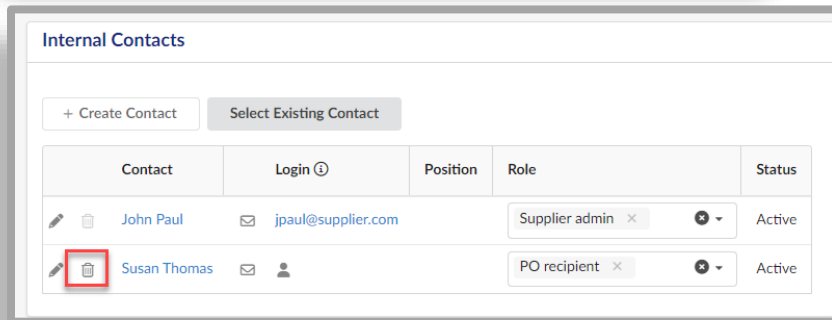 Internal Contacts
+ Create Contact Select Existing Contact
Contact Login Position Role Status
John Paul jpaul@supplier.com Supplier admin × Active
Susan Thomas PO recipient × Active